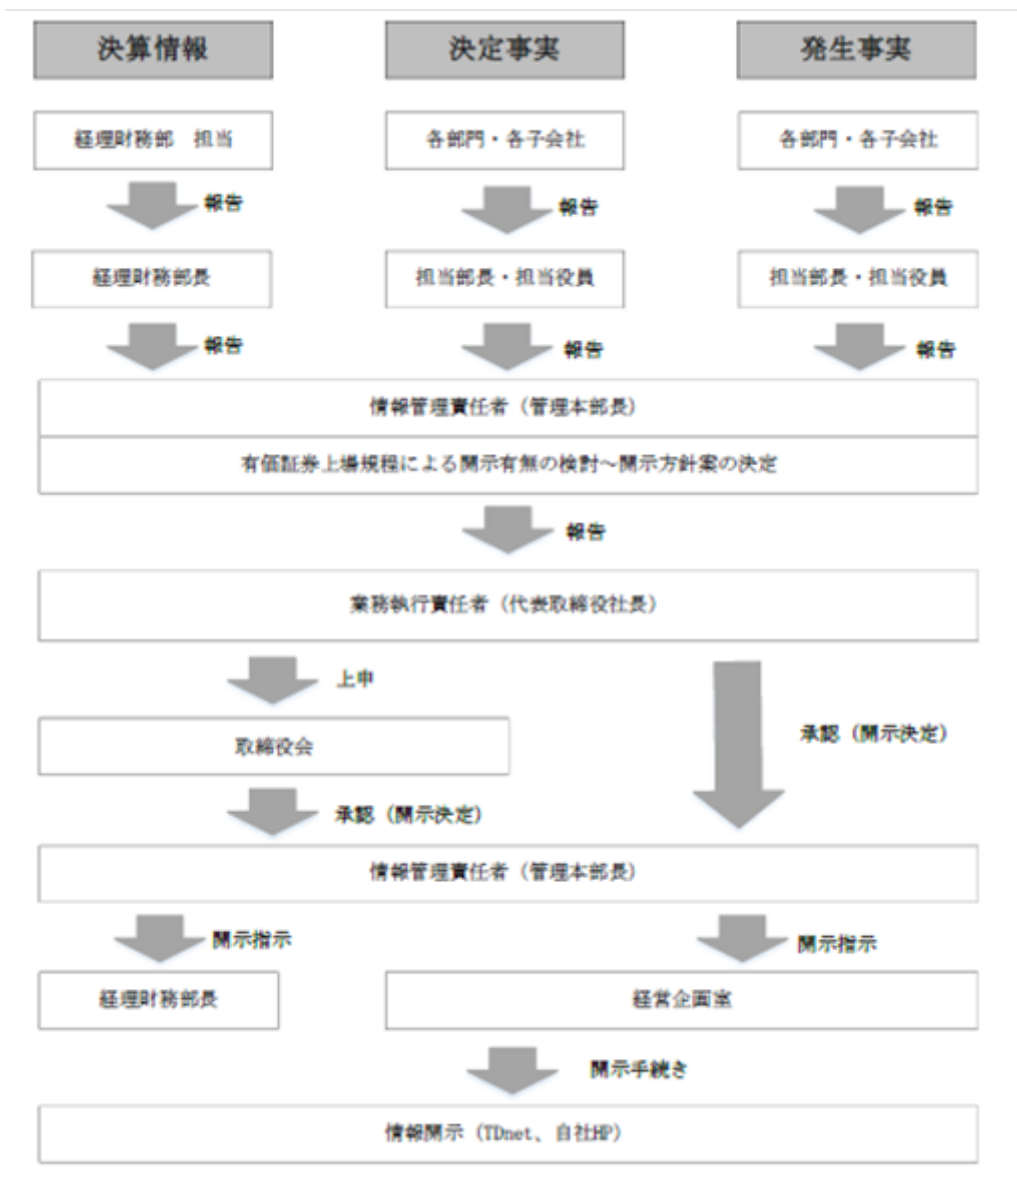 決算情報
決定事実
発生事実
経理財務部　担当
各部門・各子会社
各部門・各子会社
報告
報告
報告
経理財務部長
担当部長・担当役員
担当部長・担当役員
報告
報告
報告
情報管理責任者（管理本部長）
有価証券上場規程による開示有無の検討～開示方針案の決定
報告
業務執行責任者（代表取締役社長）
上申
取締役会
承認（開示決定）
承認（開示決定）
情報管理責任者（管理本部長）
開示指示
開示指示
経理財務部長
経営企画室
開示手続き
情報開示（TDnet、自社HP）